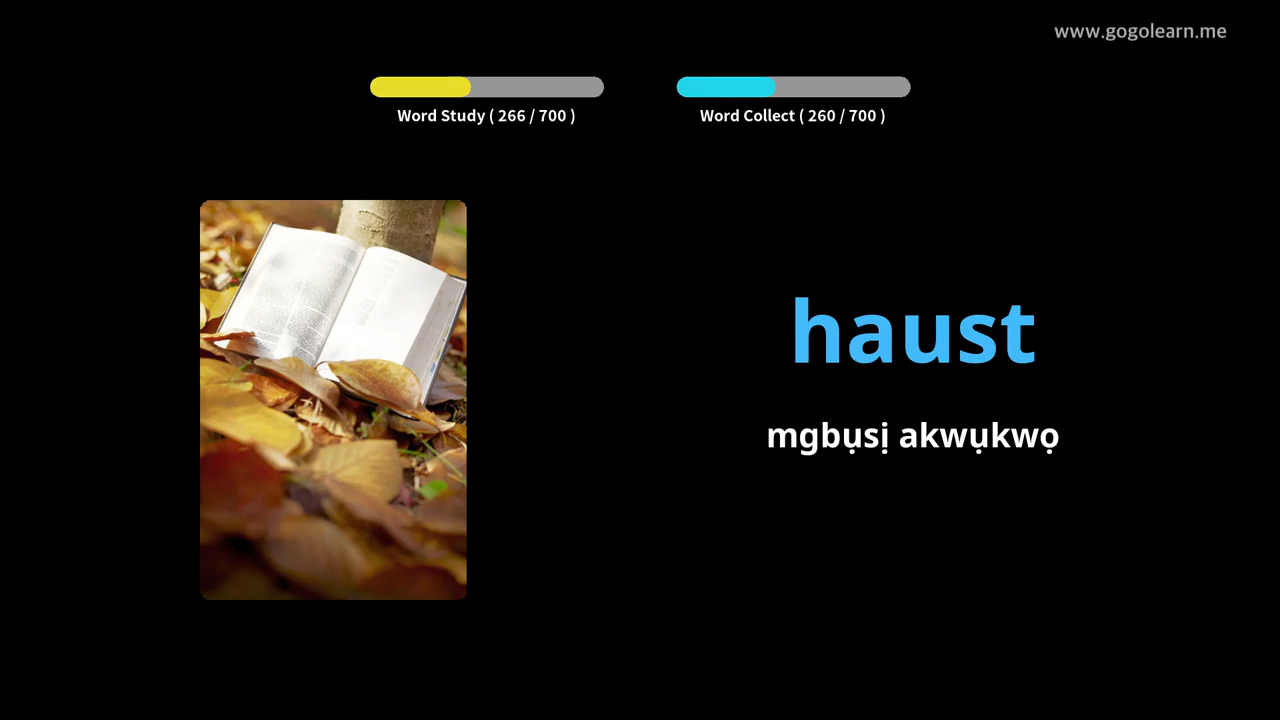 www.gogolearn.me
Word Study ( 266 / 700 )
Word Collect ( 260 / 700 )
haust
mgbụsị akwụkwọ